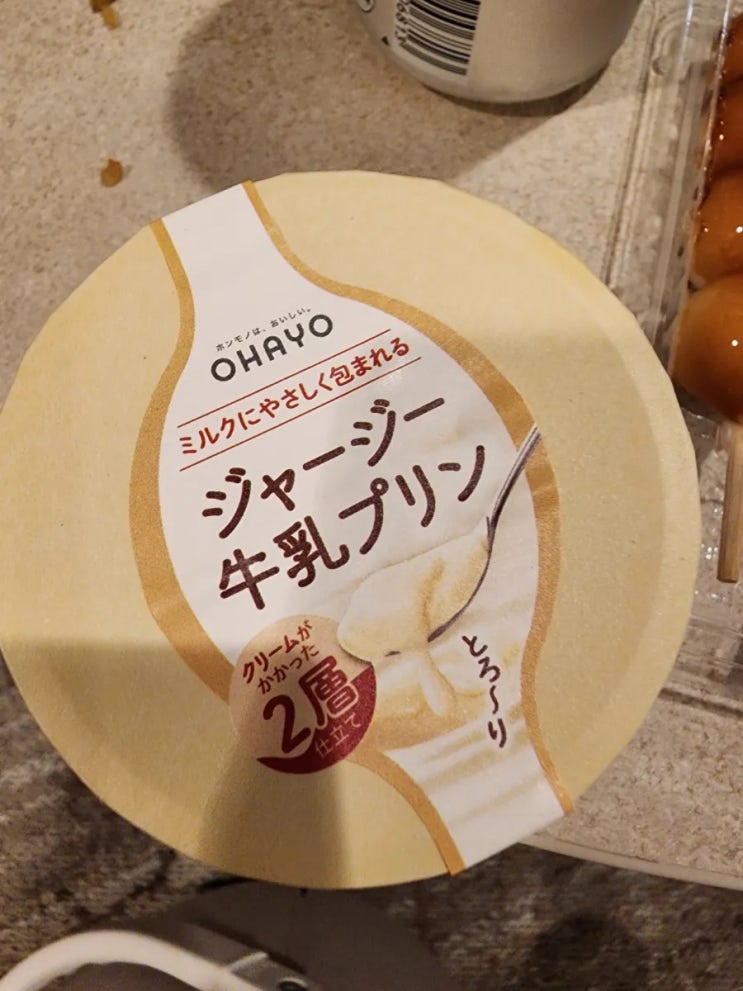 ホンモノは、おいしい。
OHAYO
ミルクにやさしく包まれる
ジャージー
牛乳プリン
クリームが
かかった
2層
仕立て
とろ〜り